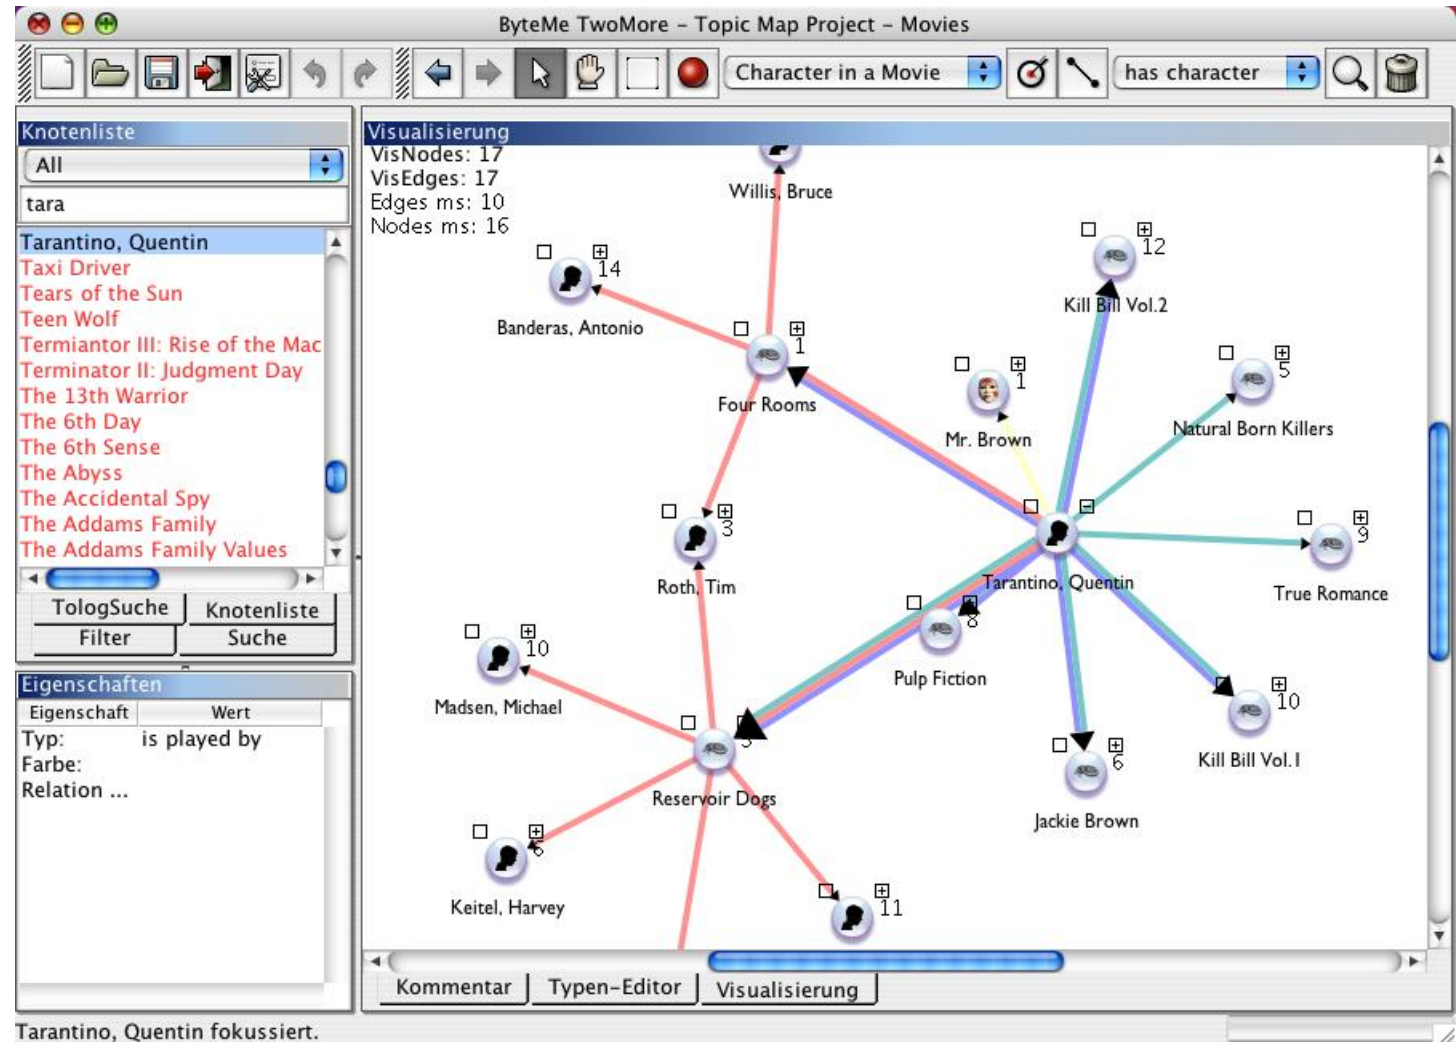 ByteMe TwoMore – Topic Map Project – Movies
Character in a Movie
has character
Knotenliste
All
tara
Tarantino, Quentin
Taxi Driver
Tears of the Sun
Teen Wolf
Termiantor III: Rise of the Mac
Terminator II: Judgment Day
The 13th Warrior
The 6th Day
The 6th Sense
The Abyss
The Accidental Spy
The Addams Family
The Addams Family Values
TologSuche
Knotenliste
Filter
Suche
Eigenschaften
Eigenschaft Wert
Typ: is played by
Farbe:
Relation ...
Visualisierung
VisNodes: 17
VisEdges: 17
Edges ms: 10
Nodes ms: 16
Willis, Bruce
14
Banderas, Antonio
1
Four Rooms
12
Kill Bill Vol.2
1
Mr. Brown
5
Natural Born Killers
3
Roth, Tim
Tarantino, Quentin
9
True Romance
8
Pulp Fiction
10
Madsen, Michael
10
Kill Bill Vol.1
Reservoir Dogs
6
Jackie Brown
6
Keitel, Harvey
11
Kommentar
Typen-Editor
Visualisierung
Tarantino, Quentin fokussiert.